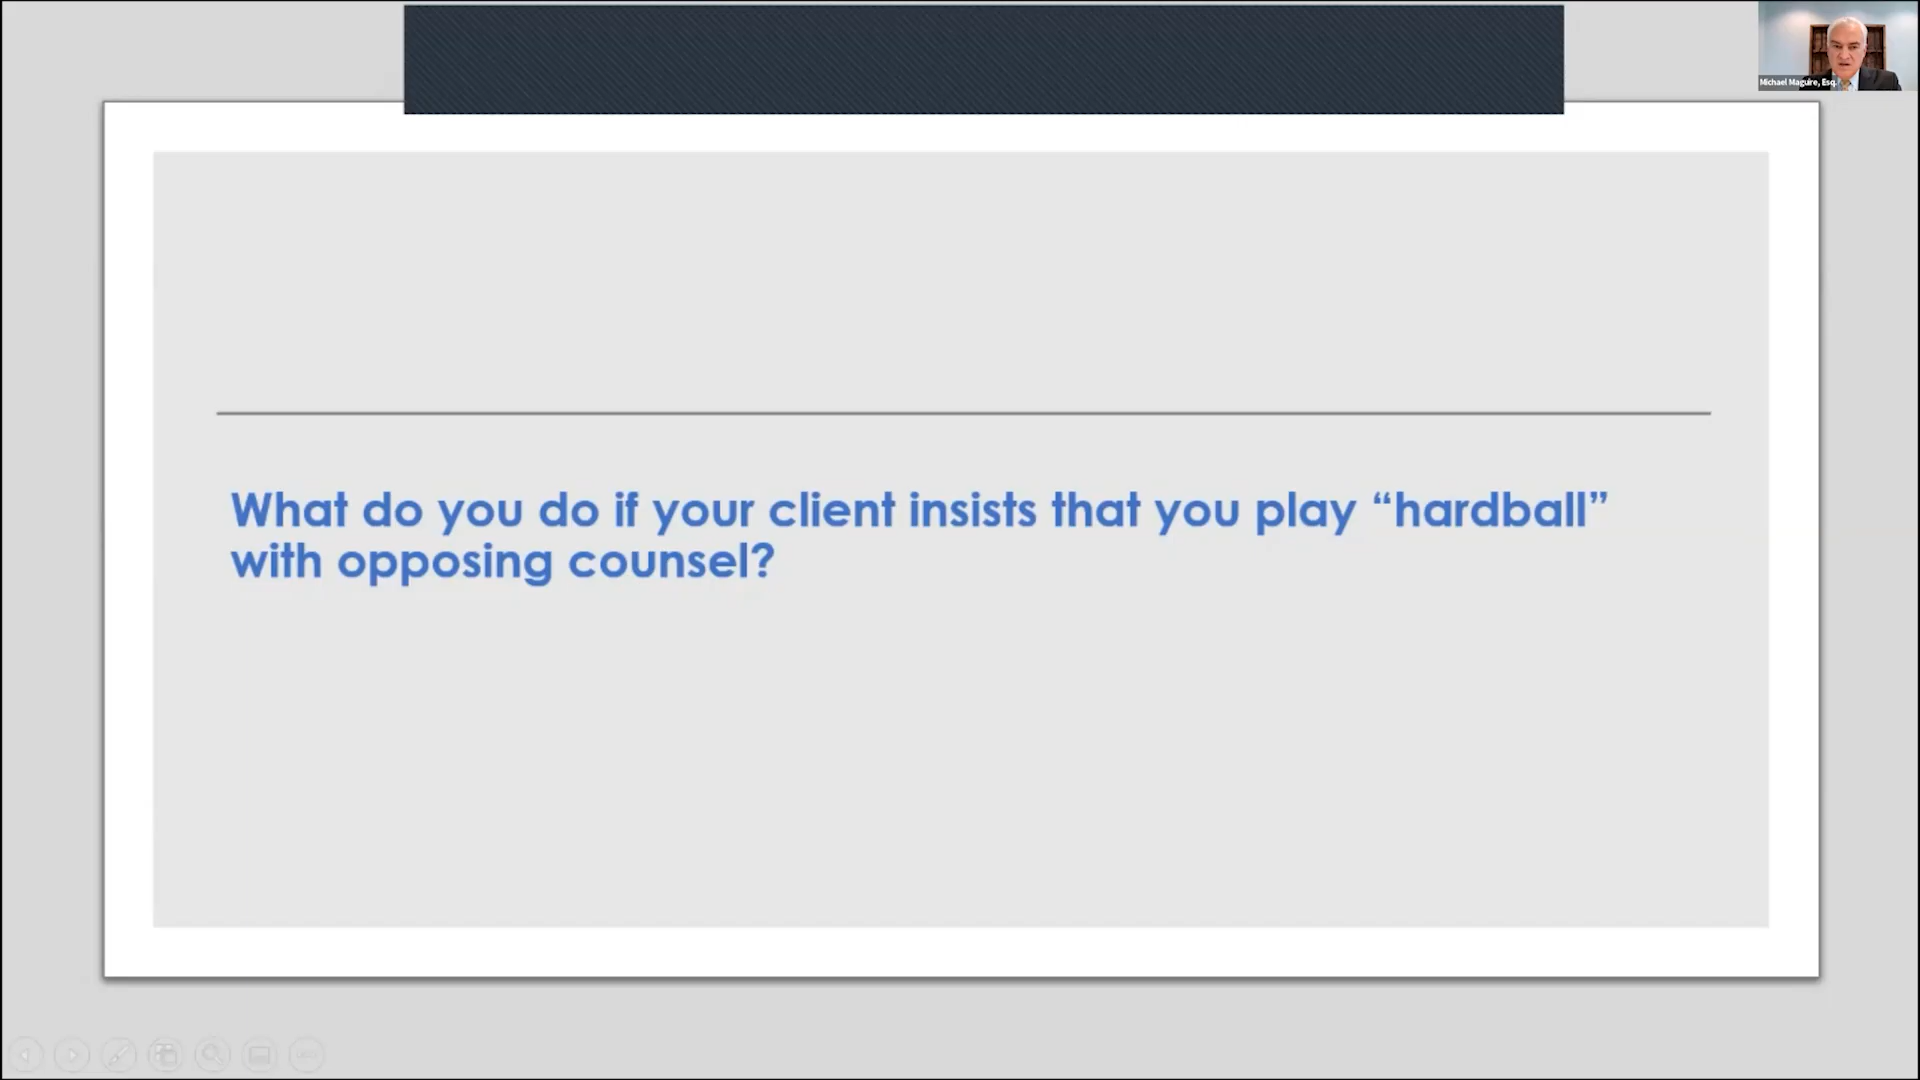 Michael Maguire, Esq.
What do you do if your client insists that you play “hardball”
with opposing counsel?